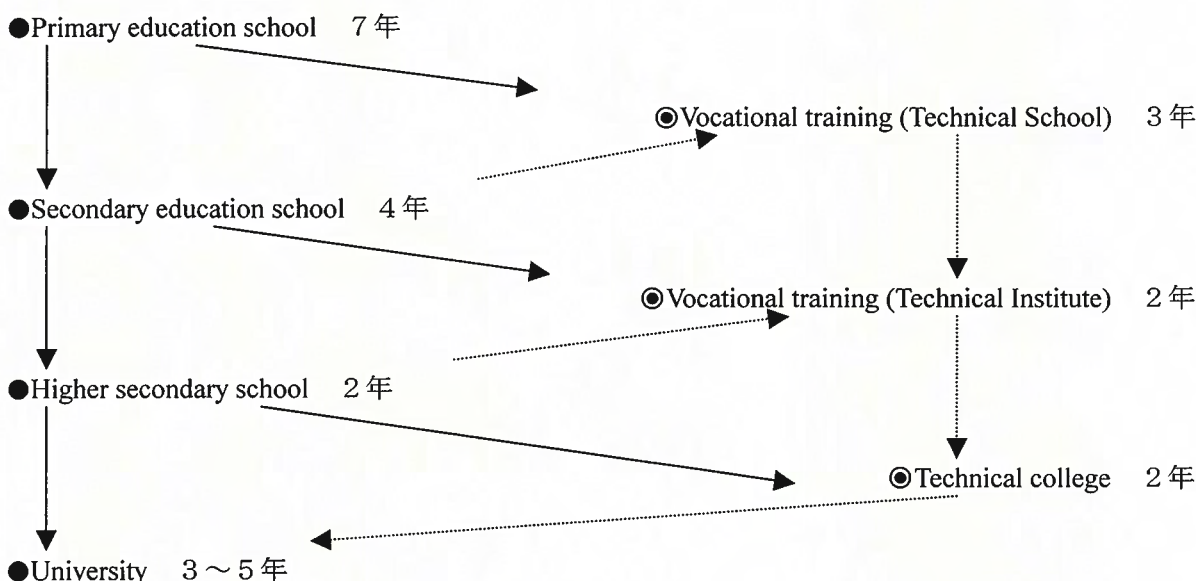 ●Primary education school 7年
◉Vocational training (Technical School) 3年
●Secondary education school 4年
◉Vocational training (Technical Institute) 2年
●Higher secondary school 2年
◉Technical college 2年
●University 3～5年